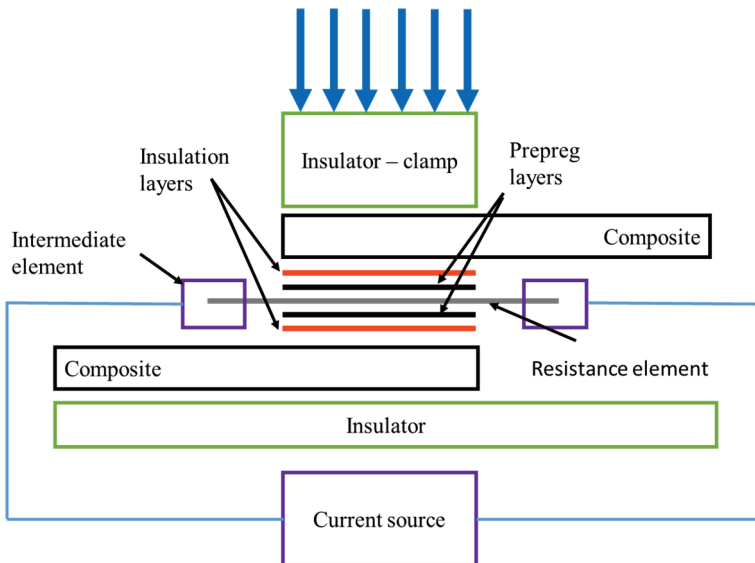 Insulation
layers
Insulator – clamp
Prepreg
layers
Intermediate
element
Composite
Composite
Resistance element
Insulator
Current source